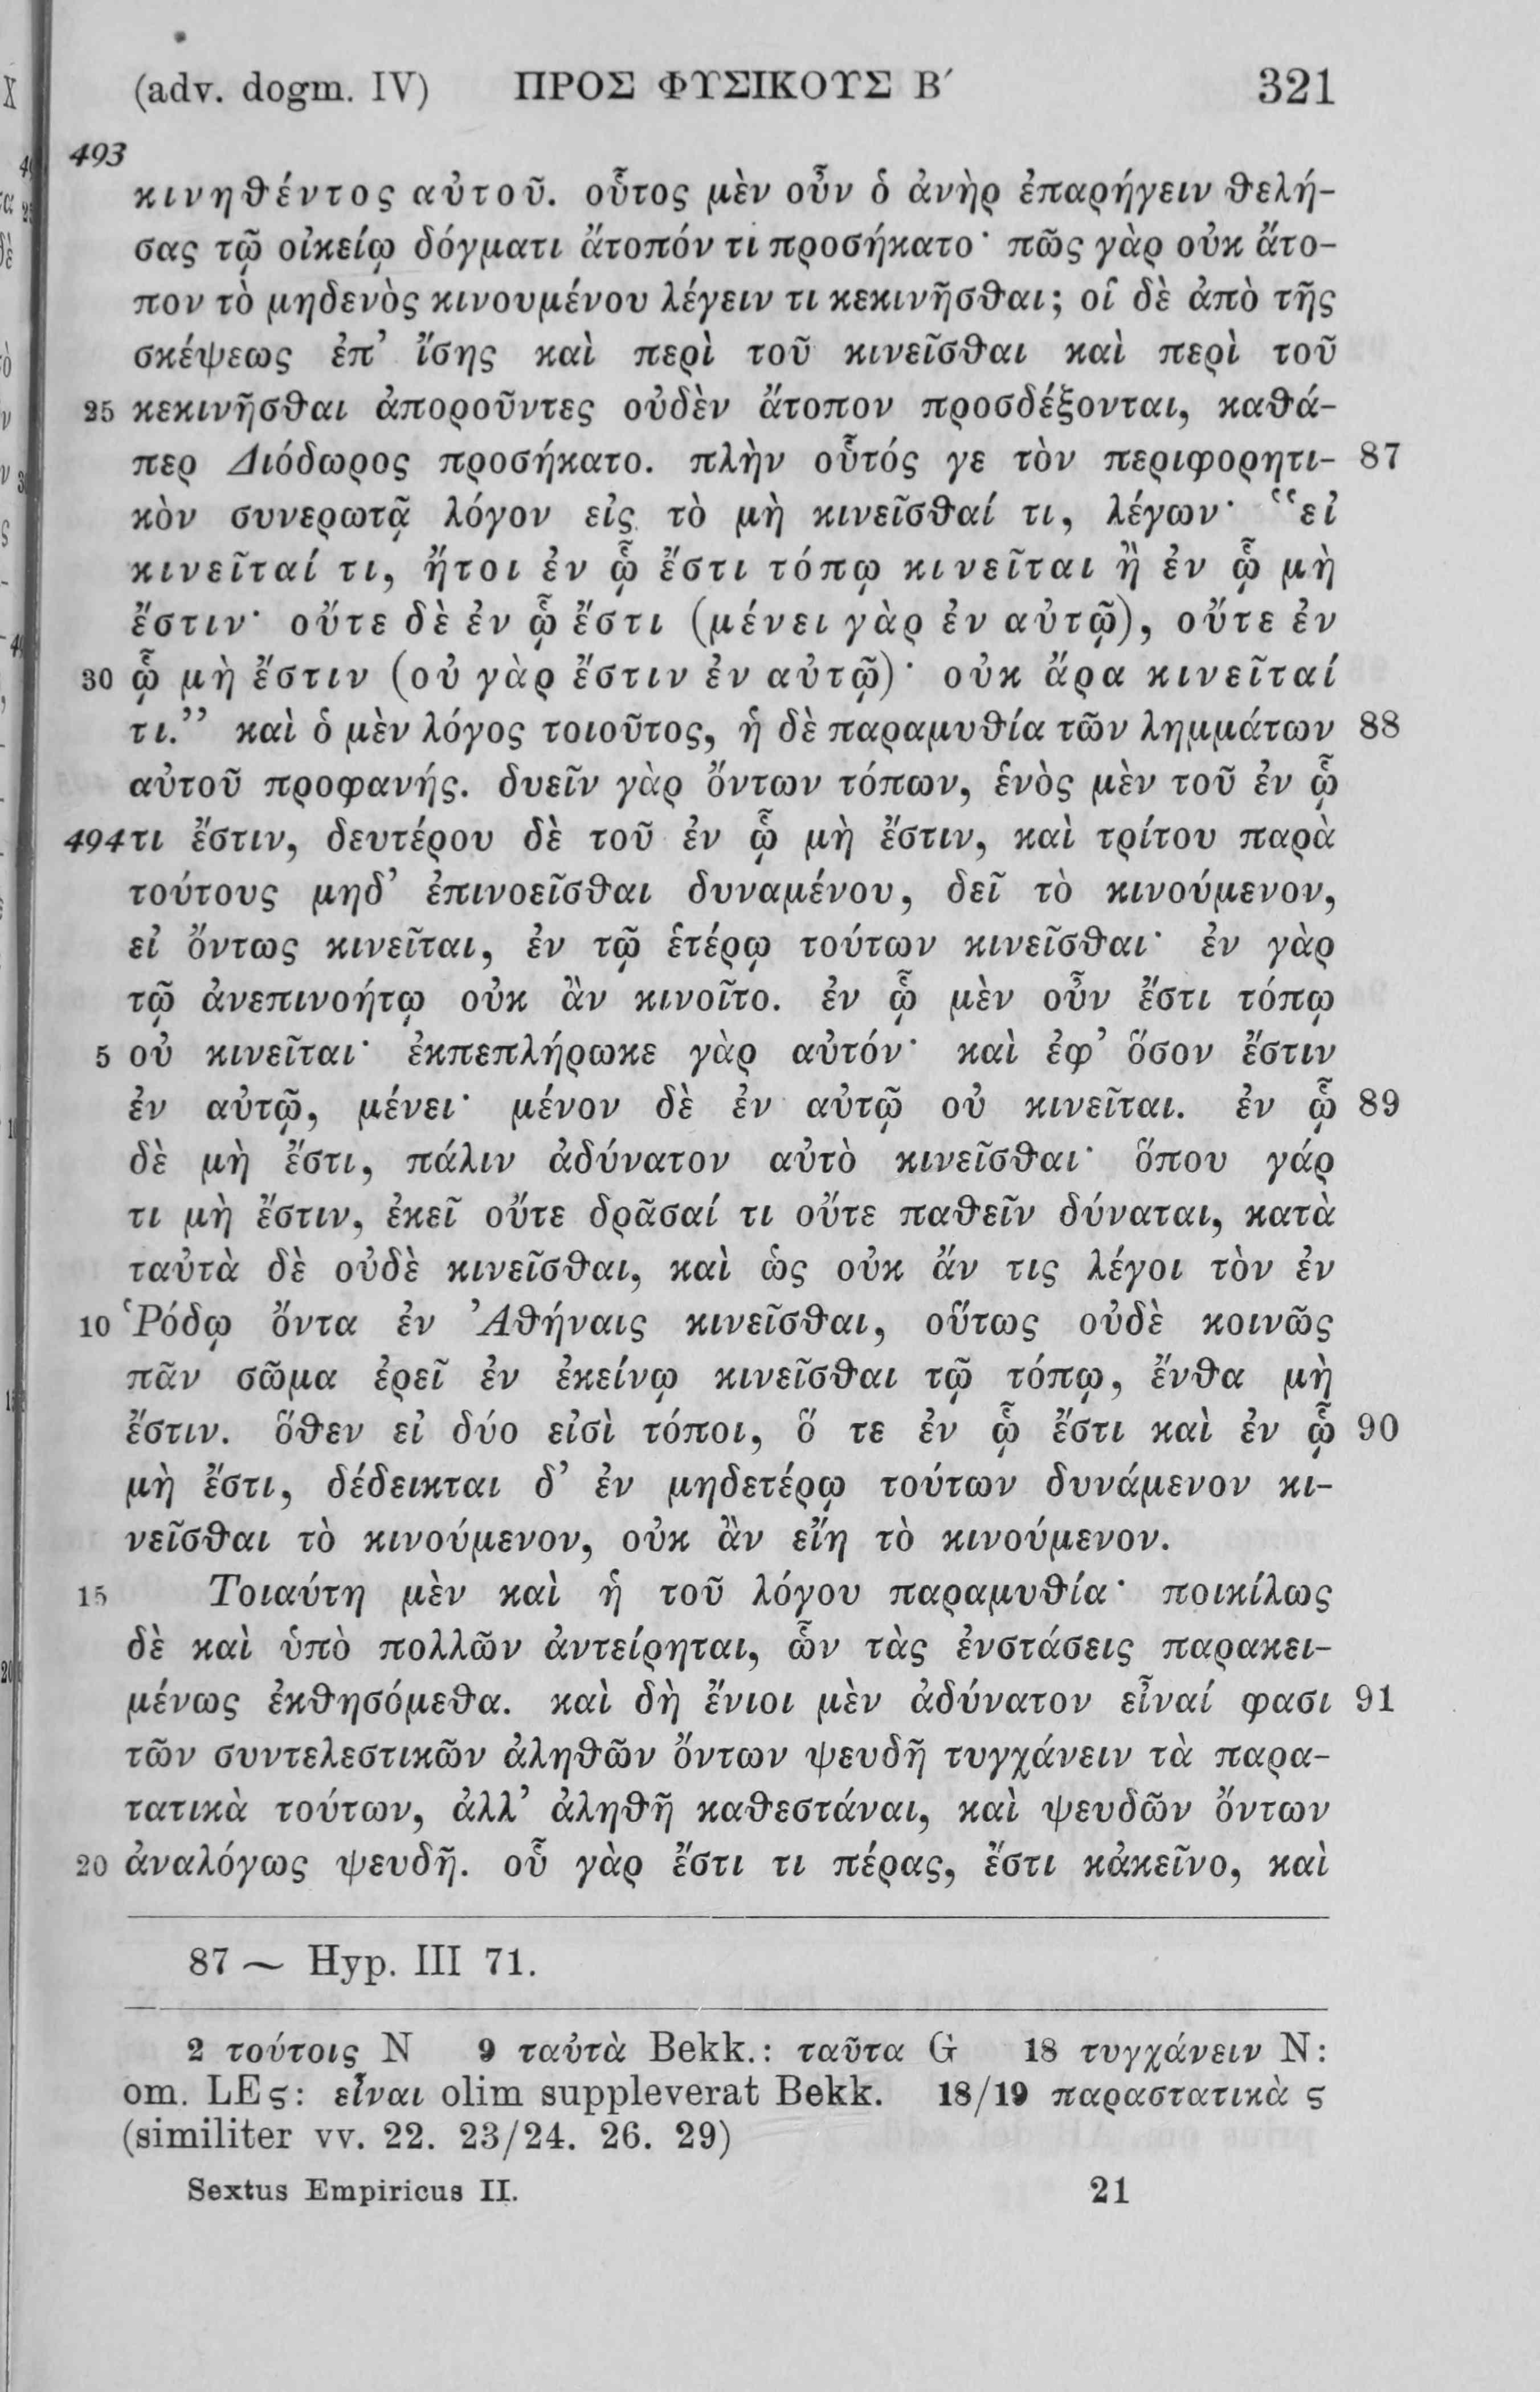 (adv. dogm. IV) ΠΡΟΣ ΦΥΣΙΚΟΥΣ Β′ 321
493
κινηθέντος αὐτοῦ. οὗτος μὲν οὖν ὁ ἀνὴρ ἐπαρήγειν θελή-
σας τῷ οἰκείῳ δόγματι ἄτοπόν τι προσήκατο· πῶς γὰρ οὐκ ἄτο-
πον τὸ μηδενὸς κινουμένου λέγειν τι κεκινῆσθαι; οἱ δὲ ἀπὸ τῆς
σκέψεως ἐπ’ ἴσης καὶ περὶ τοῦ κινεῖσθαι καὶ περὶ τοῦ
25 κεκινῆσθαι ἀποροῦντες οὐδὲν ἄτοπον προσδέξονται, καθά-
περ Διόδωρος προσήκατο. πλὴν οὗτός γε τὸν περιφορητι- 87
κὸν συνερωτᾷ λόγον εἰς τὸ μὴ κινεῖσθαί τι, λέγων· “εἰ
κινεῖταί τι, ἤτοι ἐν ᾧ ἔστι τόπῳ κινεῖται ἢ ἐν ᾧ μὴ
ἔστιν· οὔτε δὲ ἐν ᾧ ἔστι (μένει γὰρ ἐν αὐτῷ), οὔτε ἐν
30 ᾧ μὴ ἔστιν (οὐ γὰρ ἔστιν ἐν αὐτῷ)· οὐκ ἄρα κινεῖταί
τι.” καὶ ὁ μὲν λόγος τοιοῦτος, ἡ δὲ παραμυθία τῶν λημμάτων 88
αὐτοῦ προφανής. δυεῖν γὰρ ὄντων τόπων, ἑνὸς μὲν τοῦ ἐν ᾧ
494 τι ἔστιν, δευτέρου δὲ τοῦ ἐν ᾧ μὴ ἔστιν, καὶ τρίτου παρὰ
τούτους μηδ’ ἐπινοεῖσθαι δυναμένου, δεῖ τὸ κινούμενον,
εἰ ὄντως κινεῖται, ἐν τῷ ἑτέρῳ τούτων κινεῖσθαι· ἐν γὰρ
τῷ ἀνεπινοήτῳ οὐκ ἂν κινοῖτο. ἐν ᾧ μὲν οὖν ἔστι τόπῳ
5 οὐ κινεῖται· ἐκπεπλήρωκε γὰρ αὐτόν· καὶ ἐφ’ ὅσον ἔστιν
ἐν αὐτῷ, μένει· μένον δὲ ἐν αὐτῷ οὐ κινεῖται. ἐν ᾧ 89
δὲ μὴ ἔστι, πάλιν ἀδύνατον αὐτὸ κινεῖσθαι· ὅπου γάρ
τι μὴ ἔστιν, ἐκεῖ οὔτε δρᾶσαί τι οὔτε παθεῖν δύναται, κατὰ
ταὐτὰ δὲ οὐδὲ κινεῖσθαι, καὶ ὡς οὐκ ἄν τις λέγοι τὸν ἐν
10 Ῥόδῳ ὄντα ἐν Ἀθήναις κινεῖσθαι, οὕτως οὐδὲ κοινῶς
πᾶν σῶμα ἐρεῖ ἐν ἐκείνῳ κινεῖσθαι τῷ τόπῳ, ἔνθα μὴ
ἔστιν. ὅθεν εἰ δύο εἰσὶ τόποι, ὅ τε ἐν ᾧ ἔστι καὶ ἐν ᾧ 90
μὴ ἔστι, δέδεικται δ’ ἐν μηδετέρῳ τούτων δυνάμενον κι-
νεῖσθαι τὸ κινούμενον, οὐκ ἂν εἴη τὸ κινούμενον.
15 Τοιαύτη μὲν καὶ ἡ τοῦ λόγου παραμυθία· ποικίλως
δὲ καὶ ὑπὸ πολλῶν ἀντείρηται, ὧν τὰς ἐνστάσεις παρακει-
μένως ἐκθησόμεθα. καὶ δὴ ἔνιοι μὲν ἀδύνατον εἶναί φασι 91
τῶν συντελεστικῶν ἀληθῶν ὄντων ψευδῆ τυγχάνειν τὰ παρα-
τατικὰ τούτων, ἀλλ’ ἀληθῆ καθεστάναι, καὶ ψευδῶν ὄντων
20 ἀναλόγως ψευδῆ. οὗ γὰρ ἔστι τι πέρας, ἔστι κἀκεῖνο, καὶ
87 ~ Hyp. III 71.
2 τούτοις N 9 ταὐτὰ Bekk.: ταῦτα G 18 τυγχάνειν N:
om. LEς: εἶναι olim suppleverat Bekk. 18/19 παραστατικὰ ς
(similiter vv. 22. 23/24. 26. 29)
Sextus Empiricus II. 21